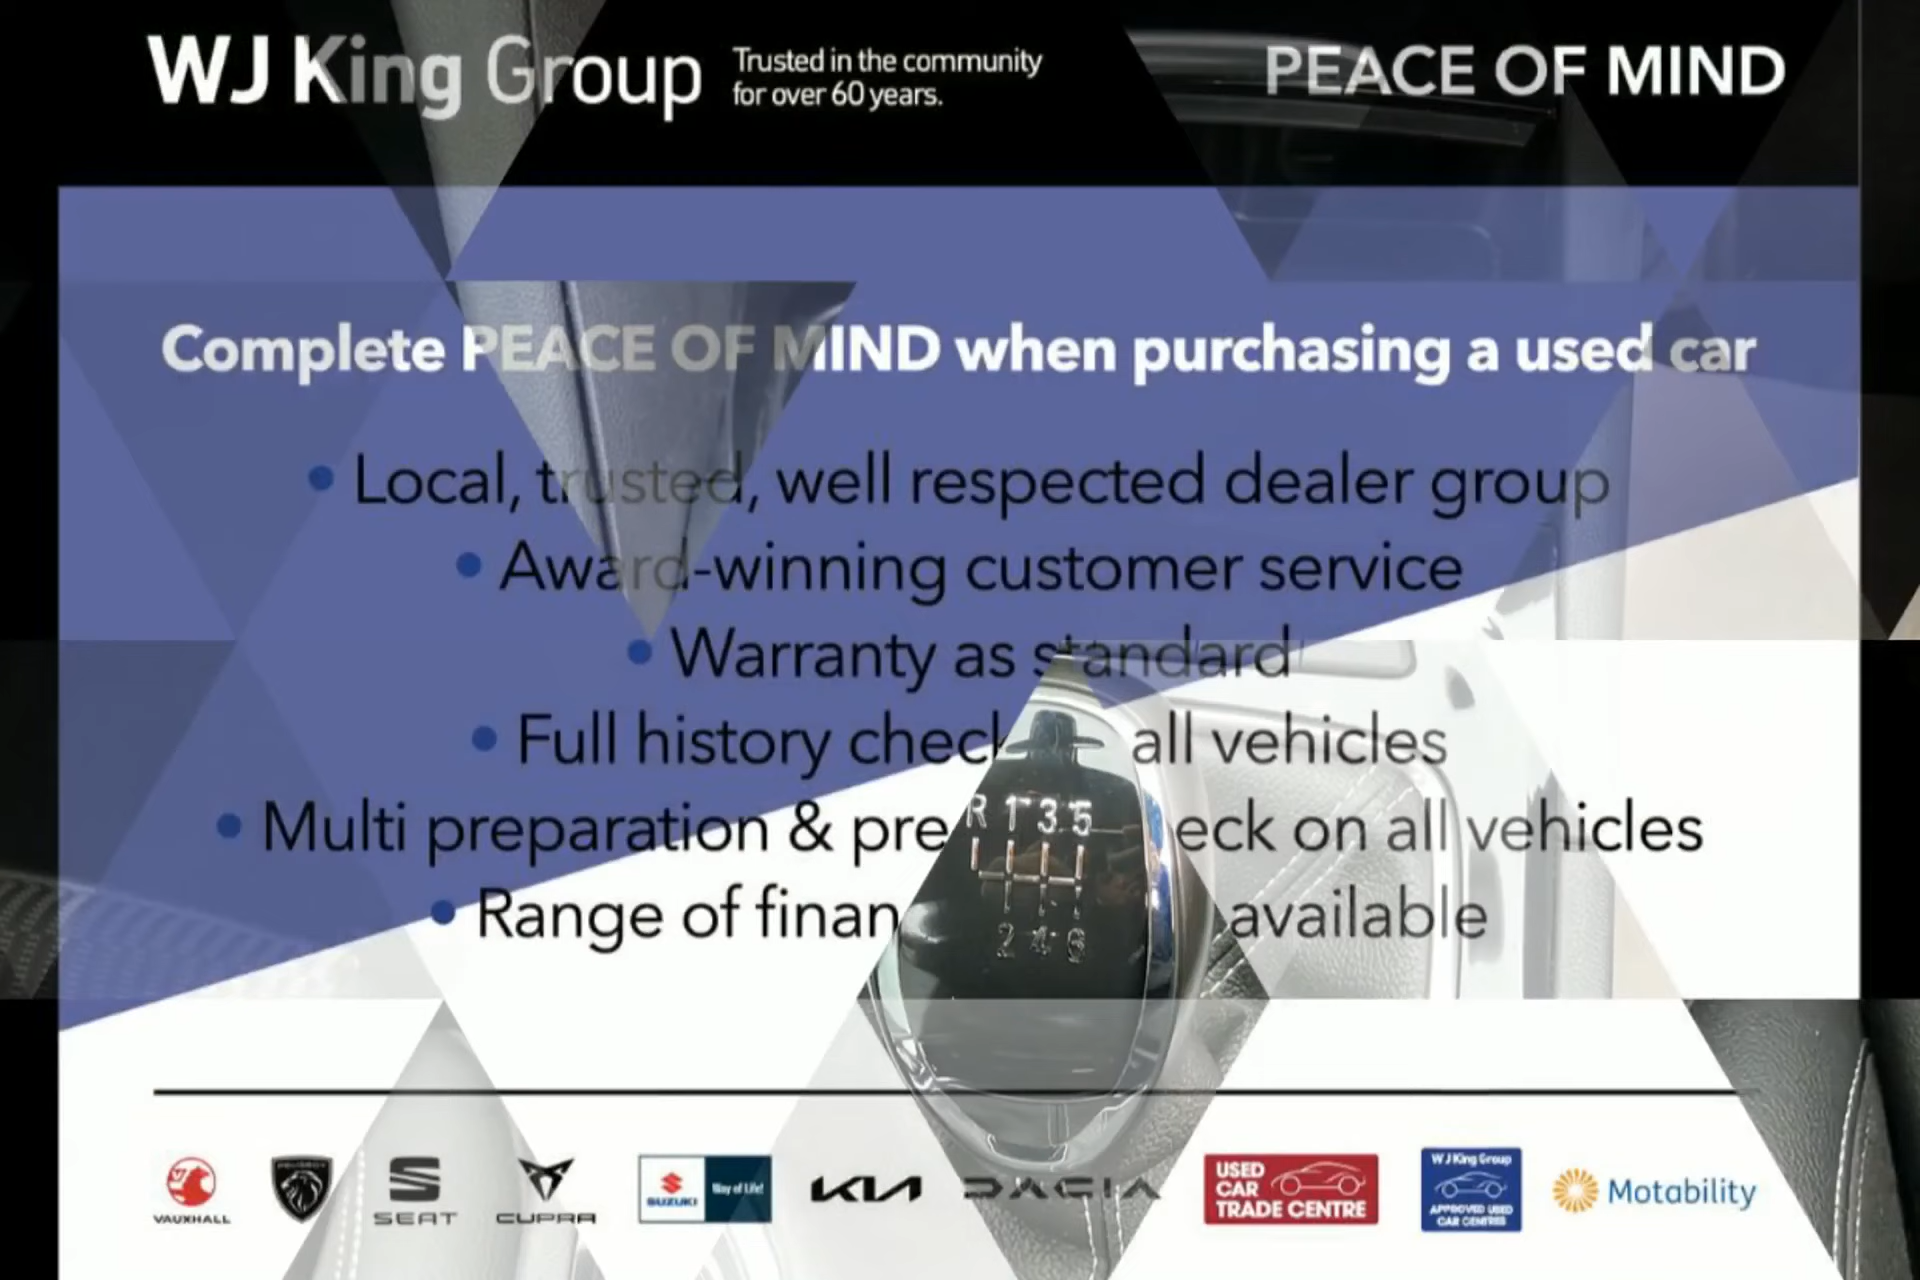 WJ King Group
Trusted in the community
for over 60 years.
PEACE OF MIND
Complete PEACE OF MIND when purchasing a used car
• Local, trusted, well respected dealer group
• Award-winning customer service
• Warranty as standard
• Full history check all vehicles
• Multi preparation & pre eck on all vehicles
• Range of finan available
R 1 3 5
2 4 6
VAUXHALL
PEUGEOT
SEAT
CUPRA
SUZUKI
Way of Life!
KIA
DACIA
USED
CAR
TRADE CENTRE
WJ King Group
APPROVED USED
CAR CENTRES
Motability